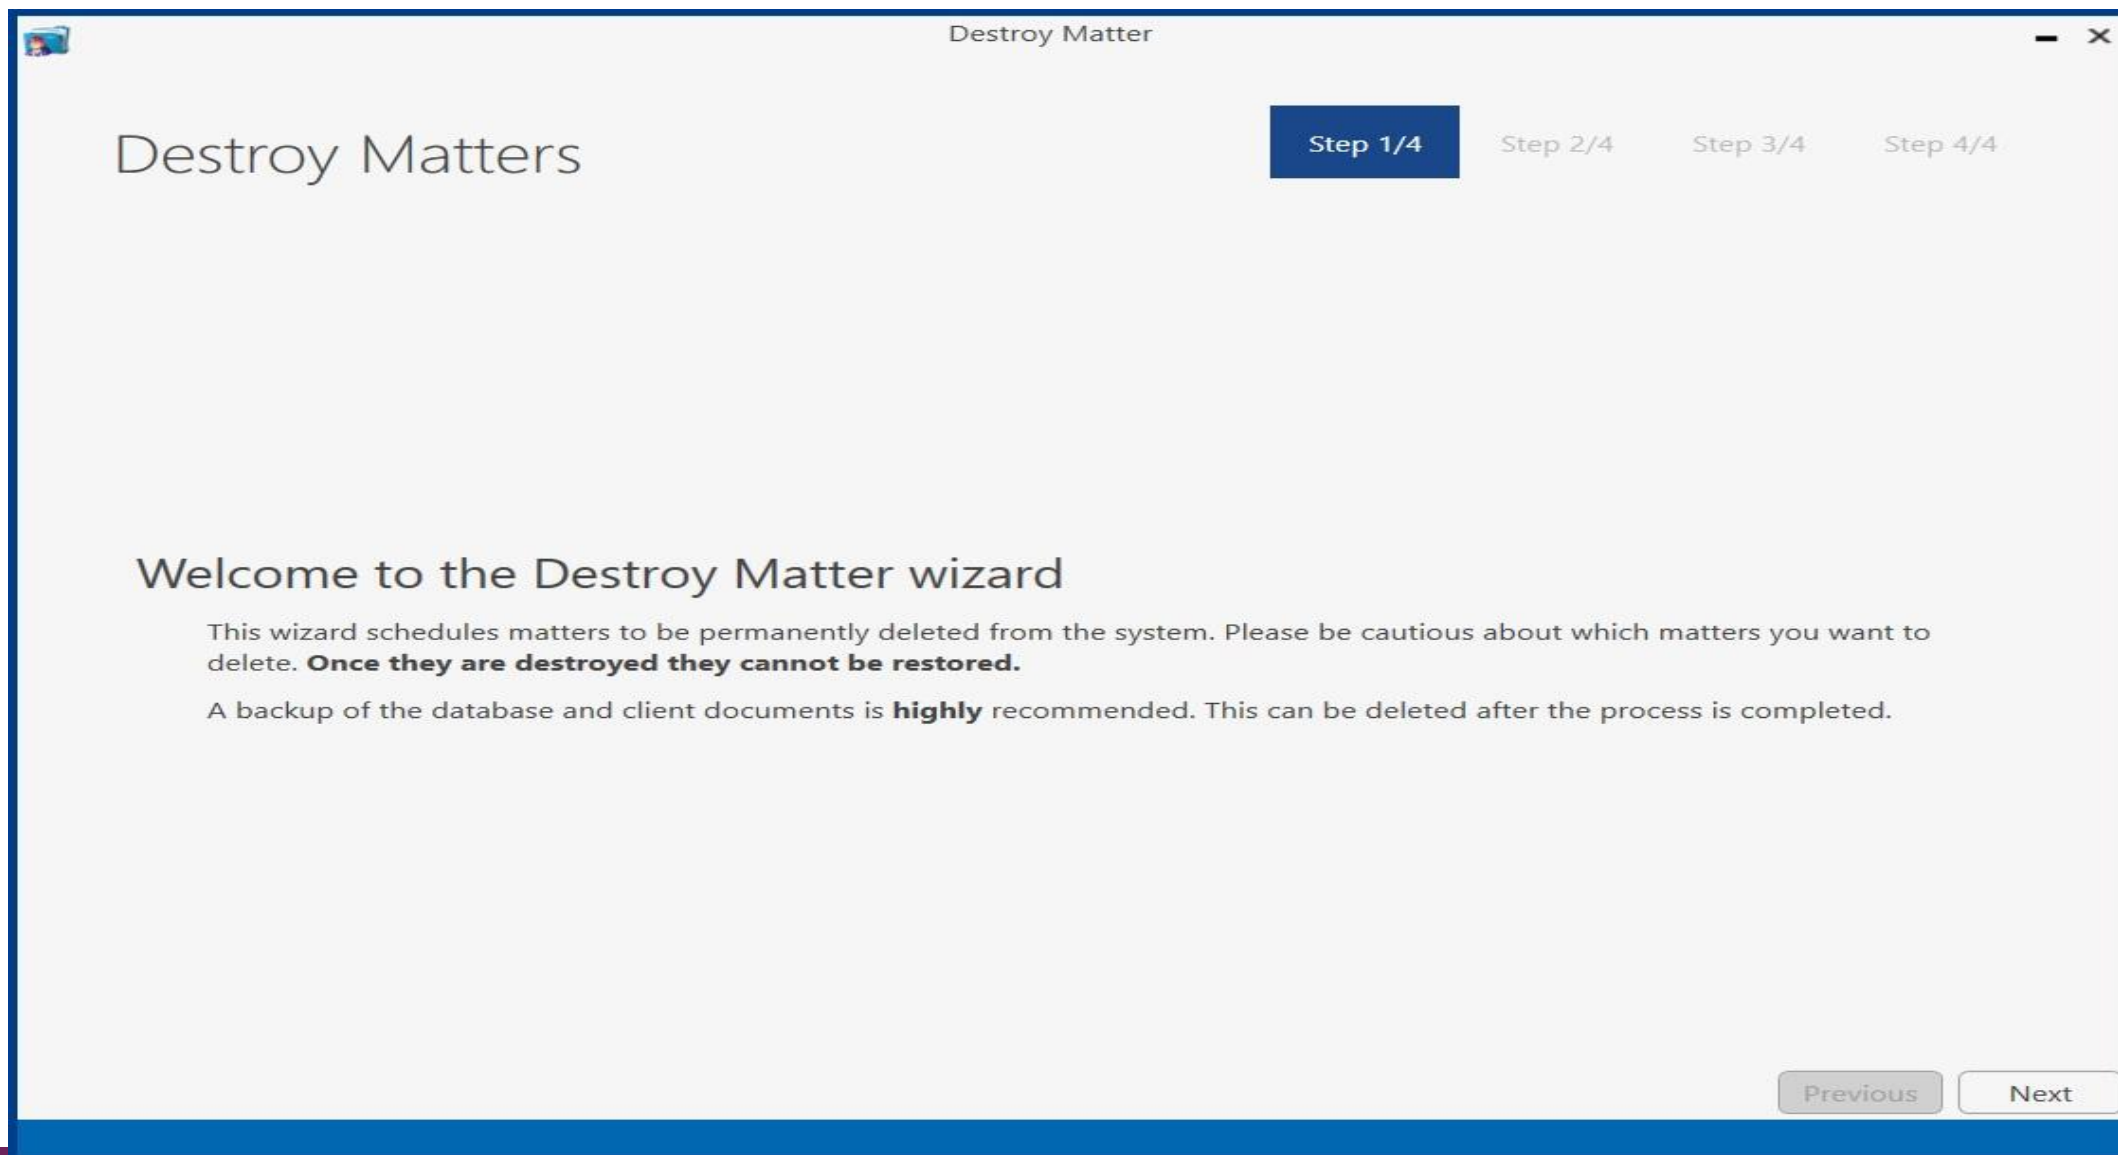 Destroy Matter
Destroy Matters
Step 1/4 Step 2/4 Step 3/4 Step 4/4
Welcome to the Destroy Matter wizard
This wizard schedules matters to be permanently deleted from the system. Please be cautious about which matters you want to
delete. Once they are destroyed they cannot be restored.
A backup of the database and client documents is highly recommended. This can be deleted after the process is completed.
Previous Next